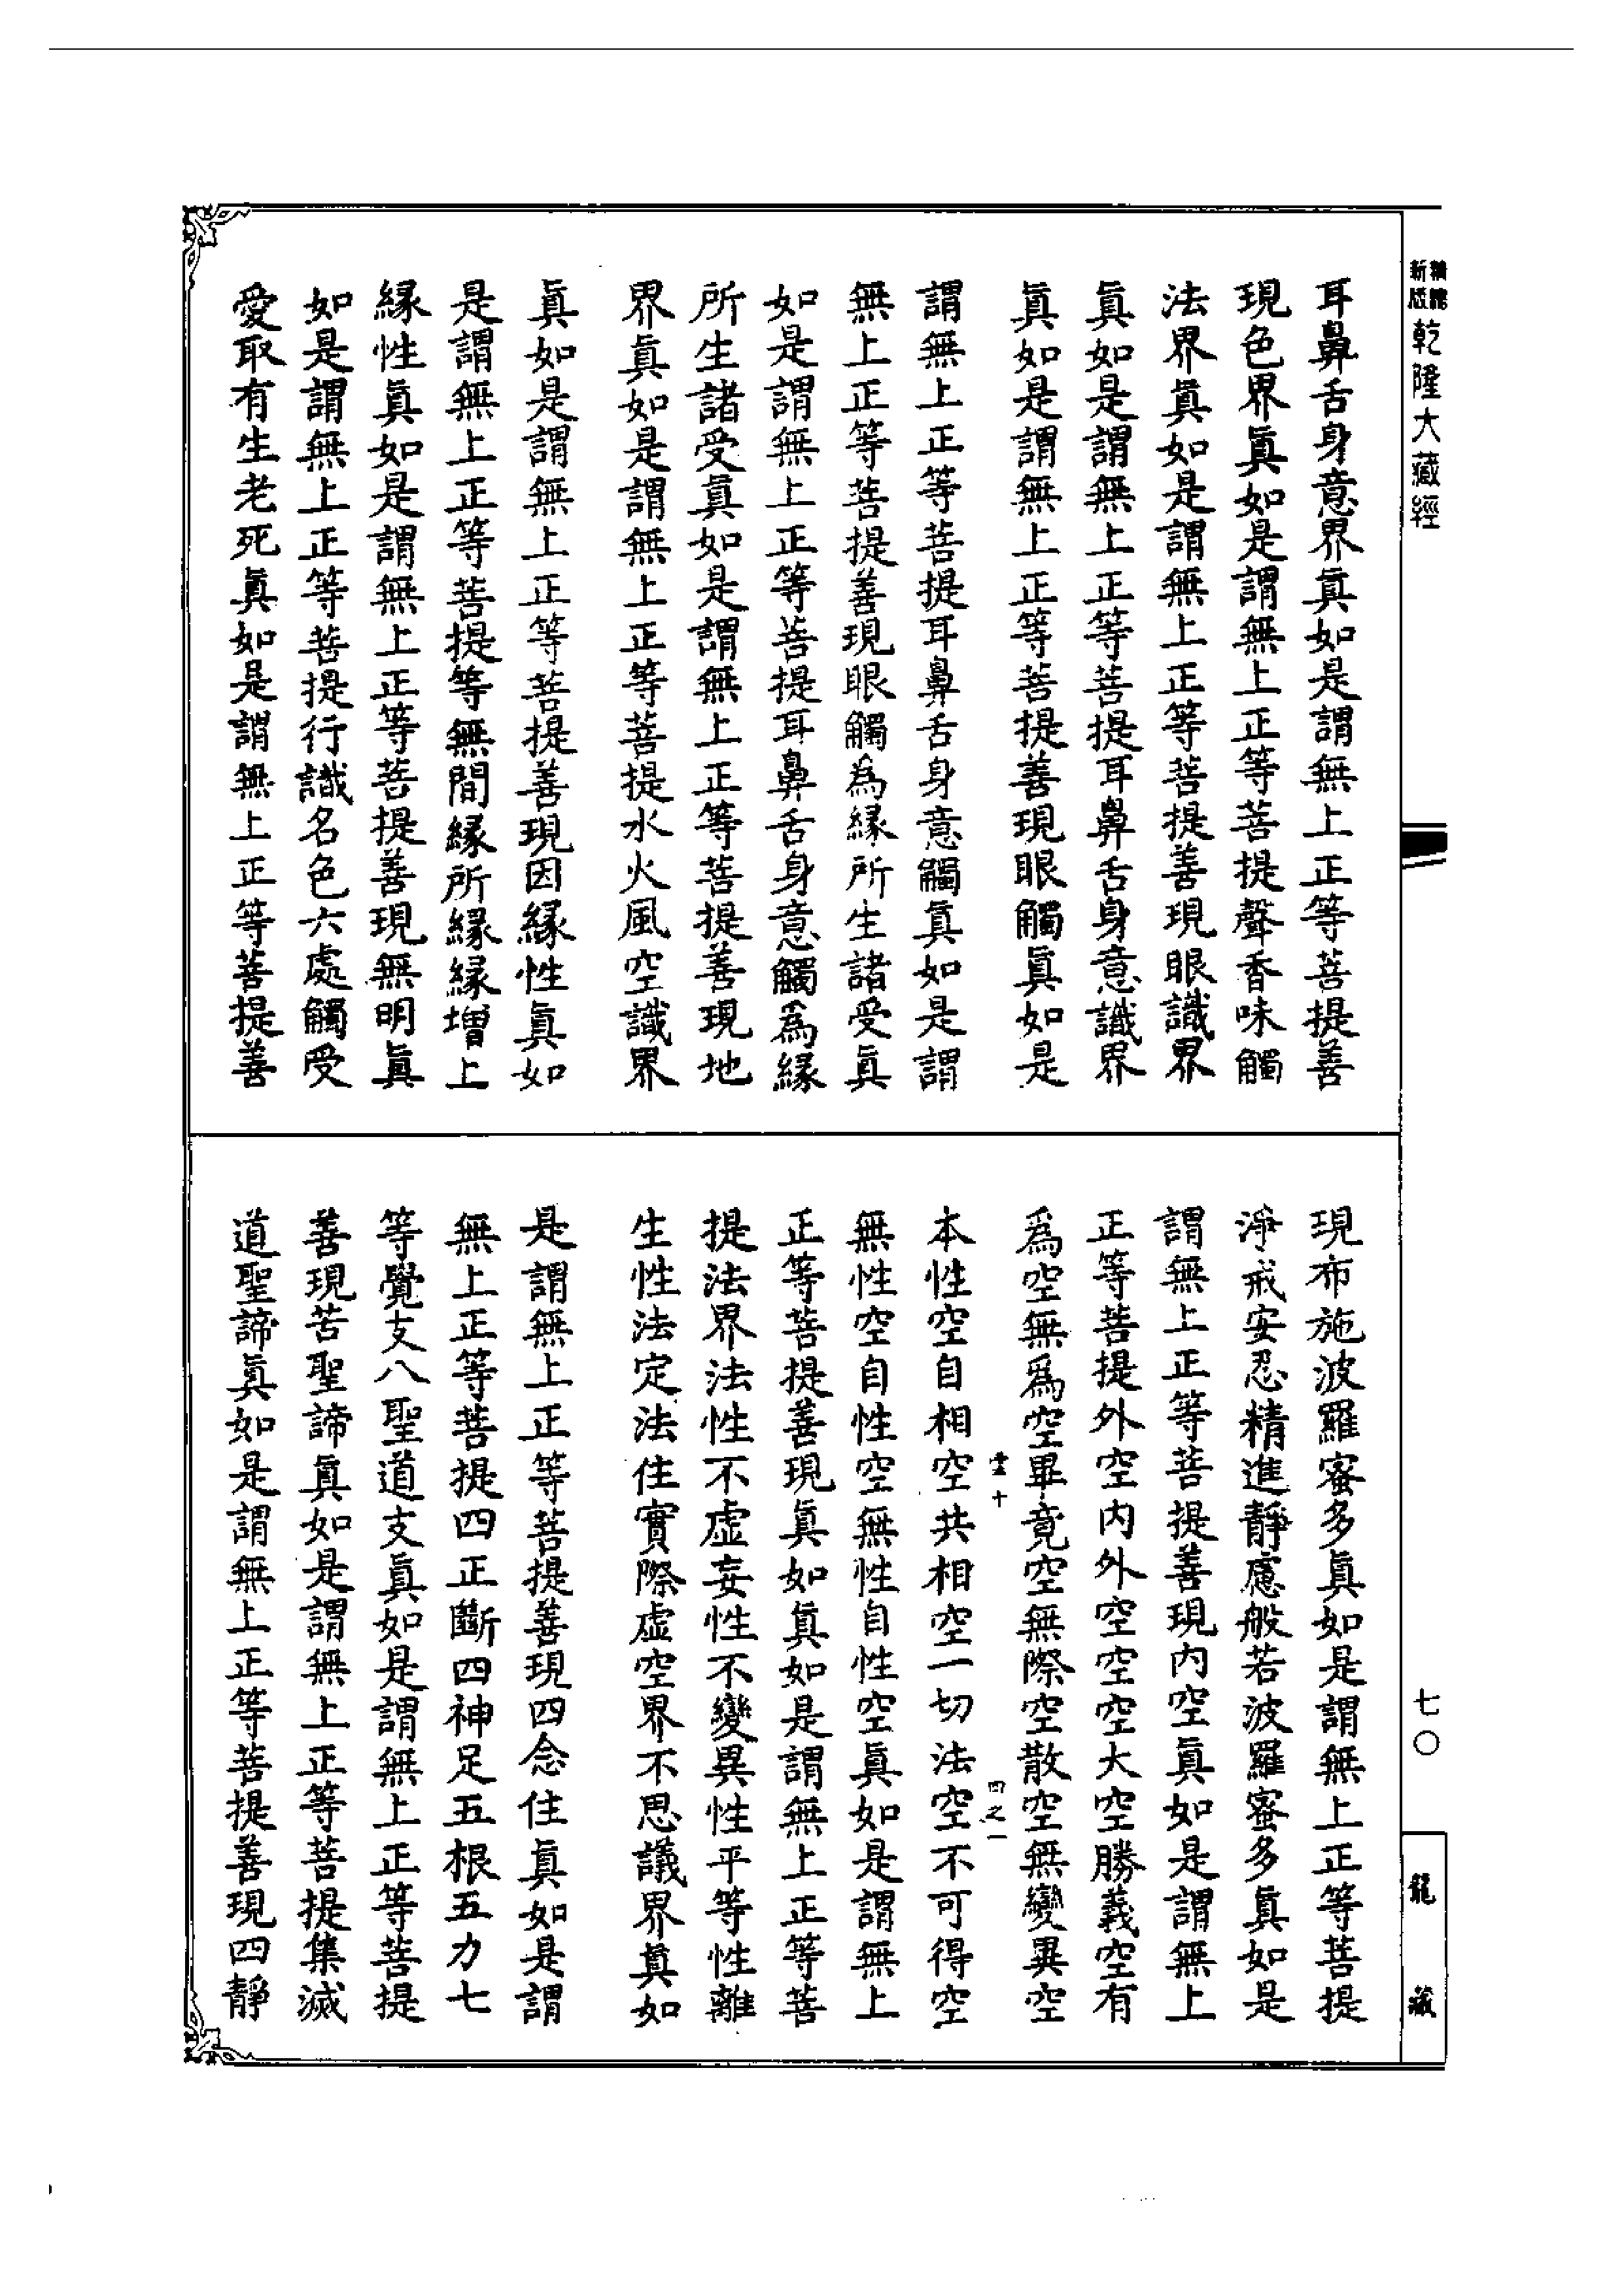 新版
乾隆大藏經
七〇
龍藏
耳鼻舌身意界真如是謂無上正等菩提善
現色界真如是謂無上正等菩提聲香味觸
法界真如是謂無上正等菩提善現眼識界
真如是謂無上正等菩提耳鼻舌身意識界
真如是謂無上正等菩提善現眼觸真如是
謂無上正等菩提耳鼻舌身意觸真如是謂
無上正等菩提善現眼觸為緣所生諸受真
如是謂無上正等菩提耳鼻舌身意觸為緣
所生諸受真如是謂無上正等菩提善現地
界真如是謂無上正等菩提水火風空識界
真如是謂無上正等菩提善現因緣性真如
是謂無上正等菩提等無間緣所緣緣增上
緣性真如是謂無上正等菩提善現無明真
如是謂無上正等菩提行識名色六處觸受
愛取有生老死真如是謂無上正等菩提善
現布施波羅蜜多真如是謂無上正等菩提
淨戒安忍精進靜慮般若波羅蜜多真如是
謂無上正等菩提善現內空真如是謂無上
正等菩提外空內外空空空大空勝義空有
為空無為空畢竟空無際空散空無變異空
本性空自相空共相空一切法空不可得空
無性空自性空無性自性空真如是謂無上
正等菩提善現真如真如是謂無上正等菩
提法界法性不虛妄性不變異性平等性離
生性法定法住實際虛空界不思議界真如
是謂無上正等菩提善現四念住真如是謂
無上正等菩提四正斷四神足五根五力七
等覺支八聖道支真如是謂無上正等菩提
善現苦聖諦真如是謂無上正等菩提集滅
道聖諦真如是謂無上正等菩提善現四靜
十
四之一